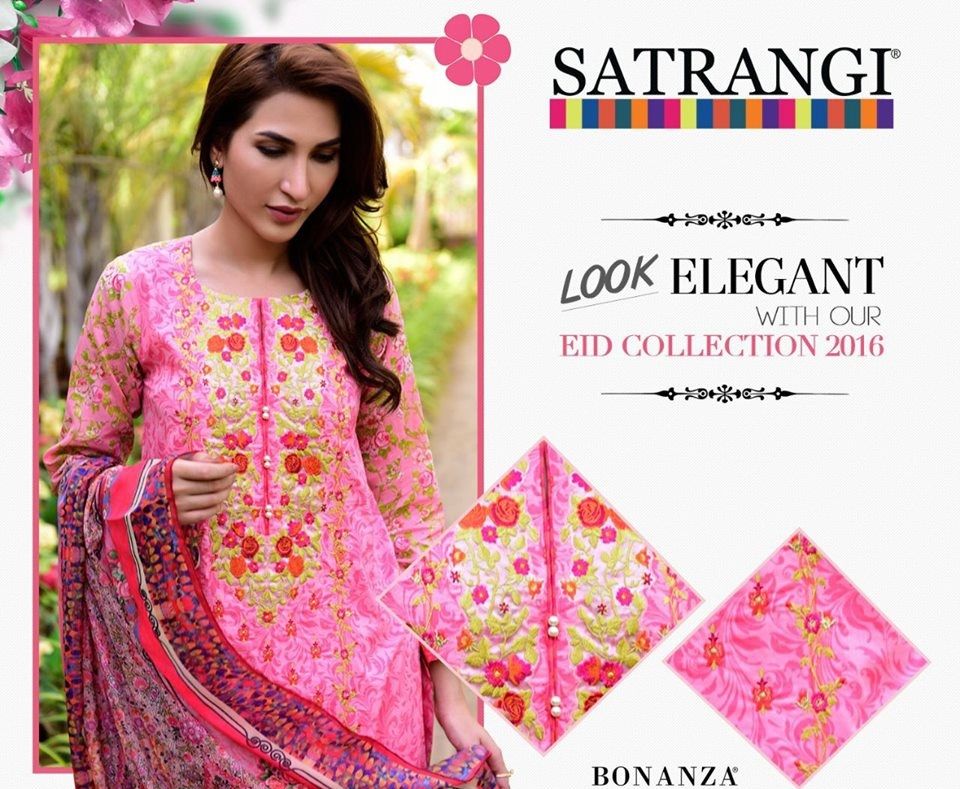 SATRANGI®
LOOK ELEGANT
WITH OUR
EID COLLECTION 2016
BONANZA®